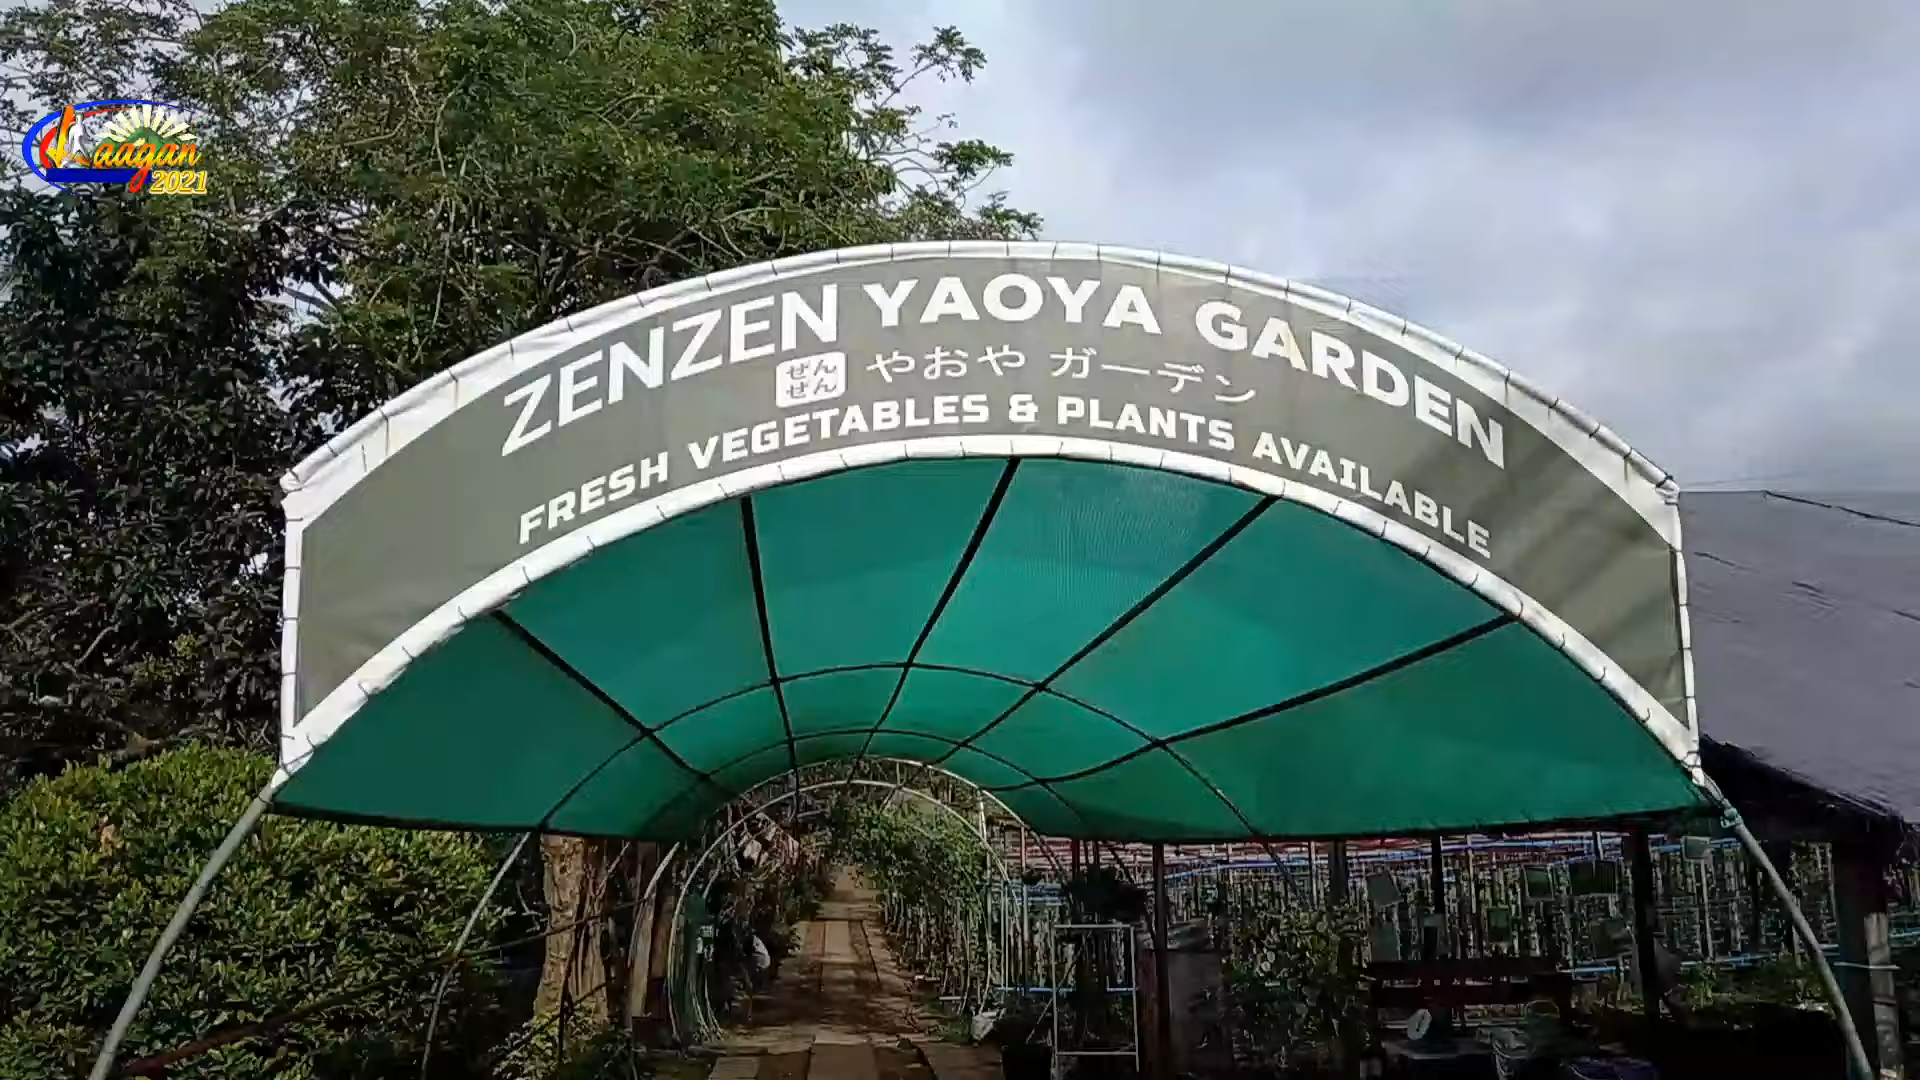 Kaagan
2021
ZENZEN YAOYA GARDEN
ぜん
ぜん
やおや ガーデン
FRESH VEGETABLES & PLANTS AVAILABLE